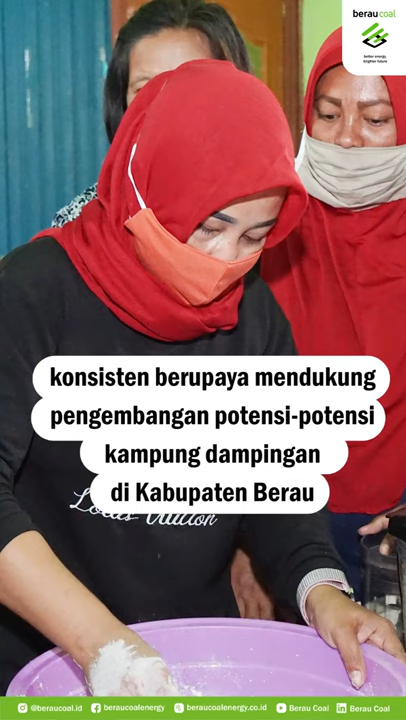 berau coal
better energy,
brighter future
konsisten berupaya mendukung
pengembangan potensi-potensi
kampung dampingan
di Kabupaten Berau
@beraucoal.id beraucoalenergy beraucoalenergy.co.id Berau Coal Berau Coal